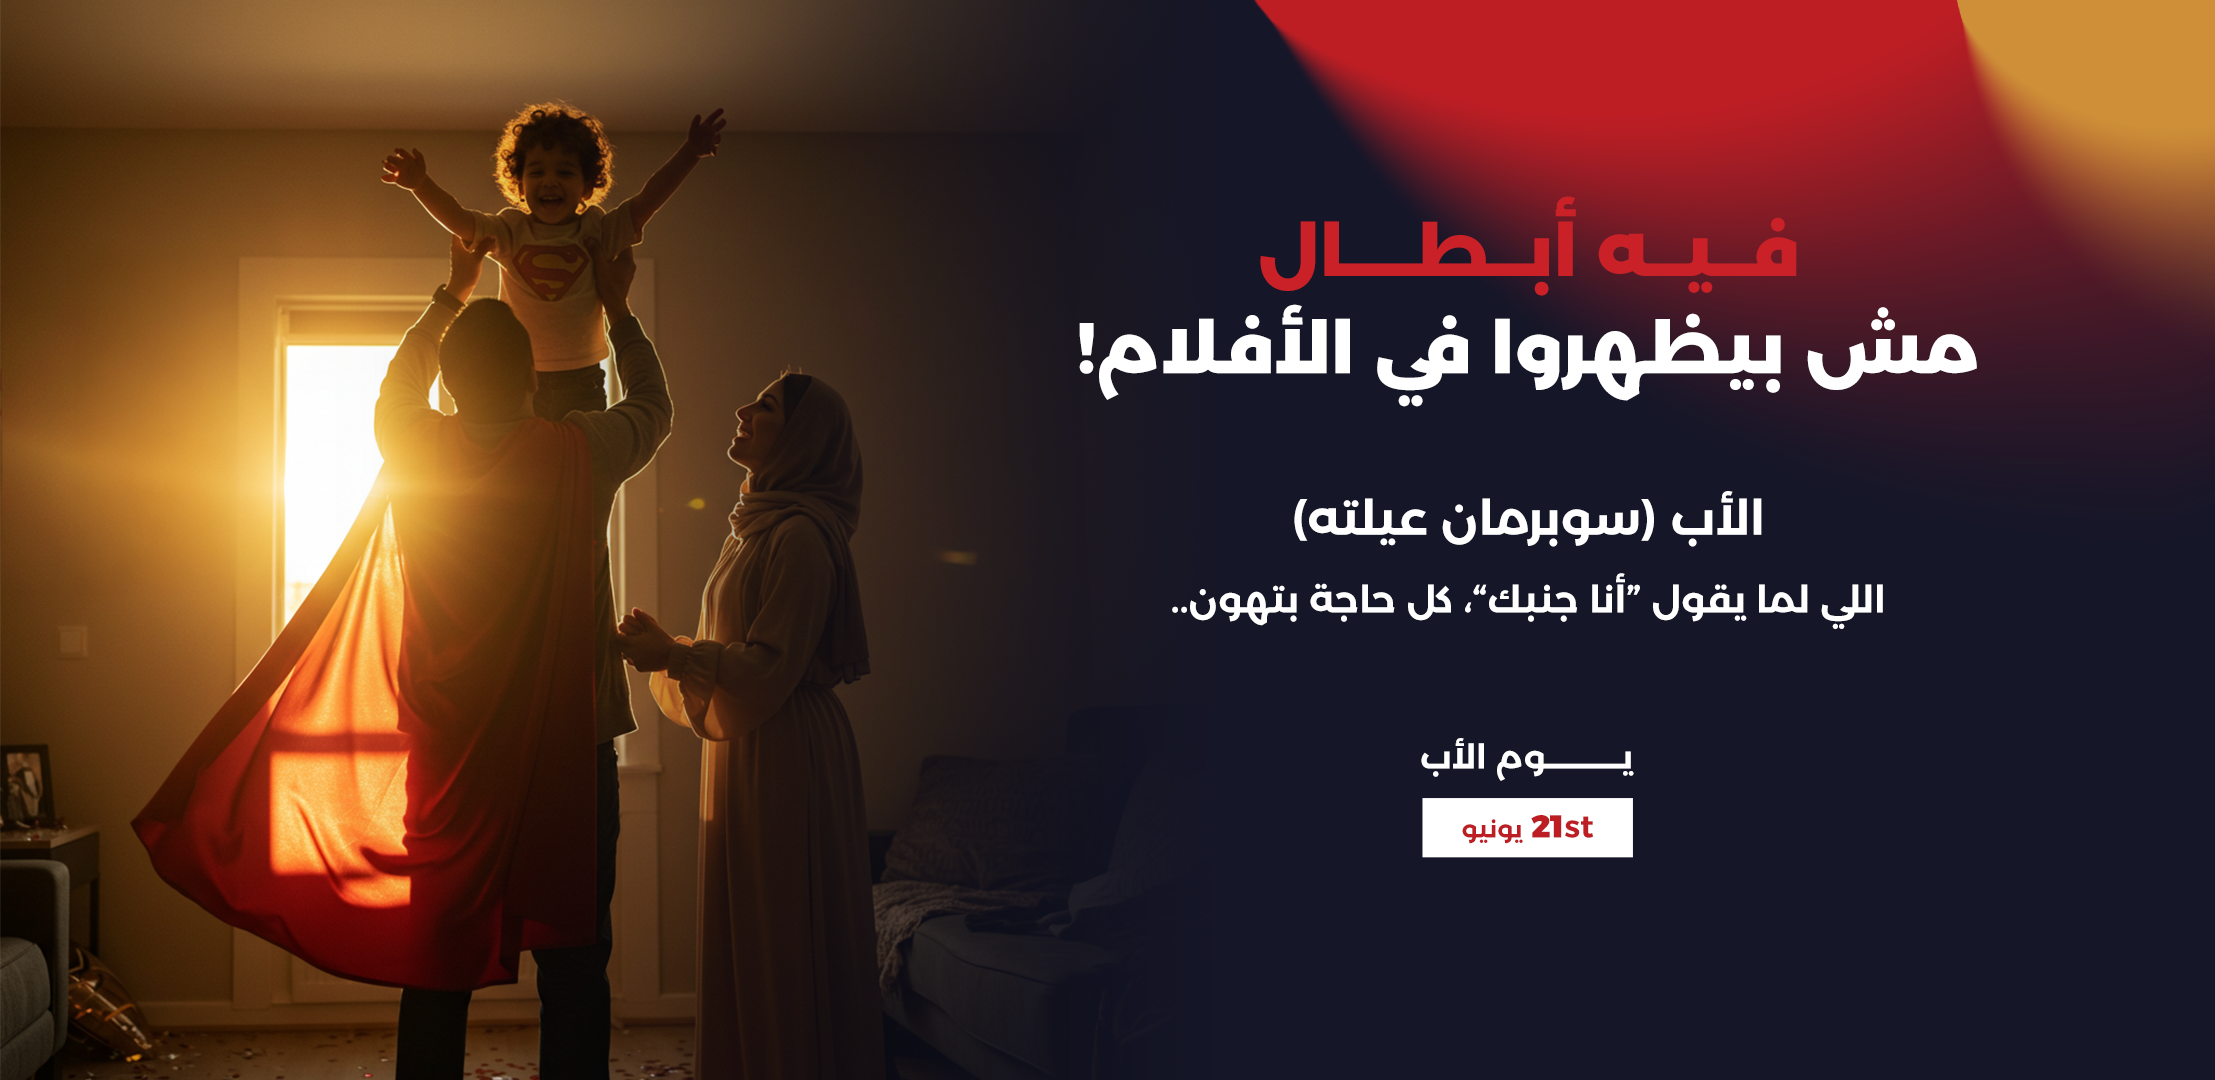 فيه أبطال
مش بيظهروا في الأفلام!
الأب (سوبرمان عيلته)
اللي لما يقول ”أنا جنبك“، كل حاجة بتهون..
يوم الأب
21st يونيو